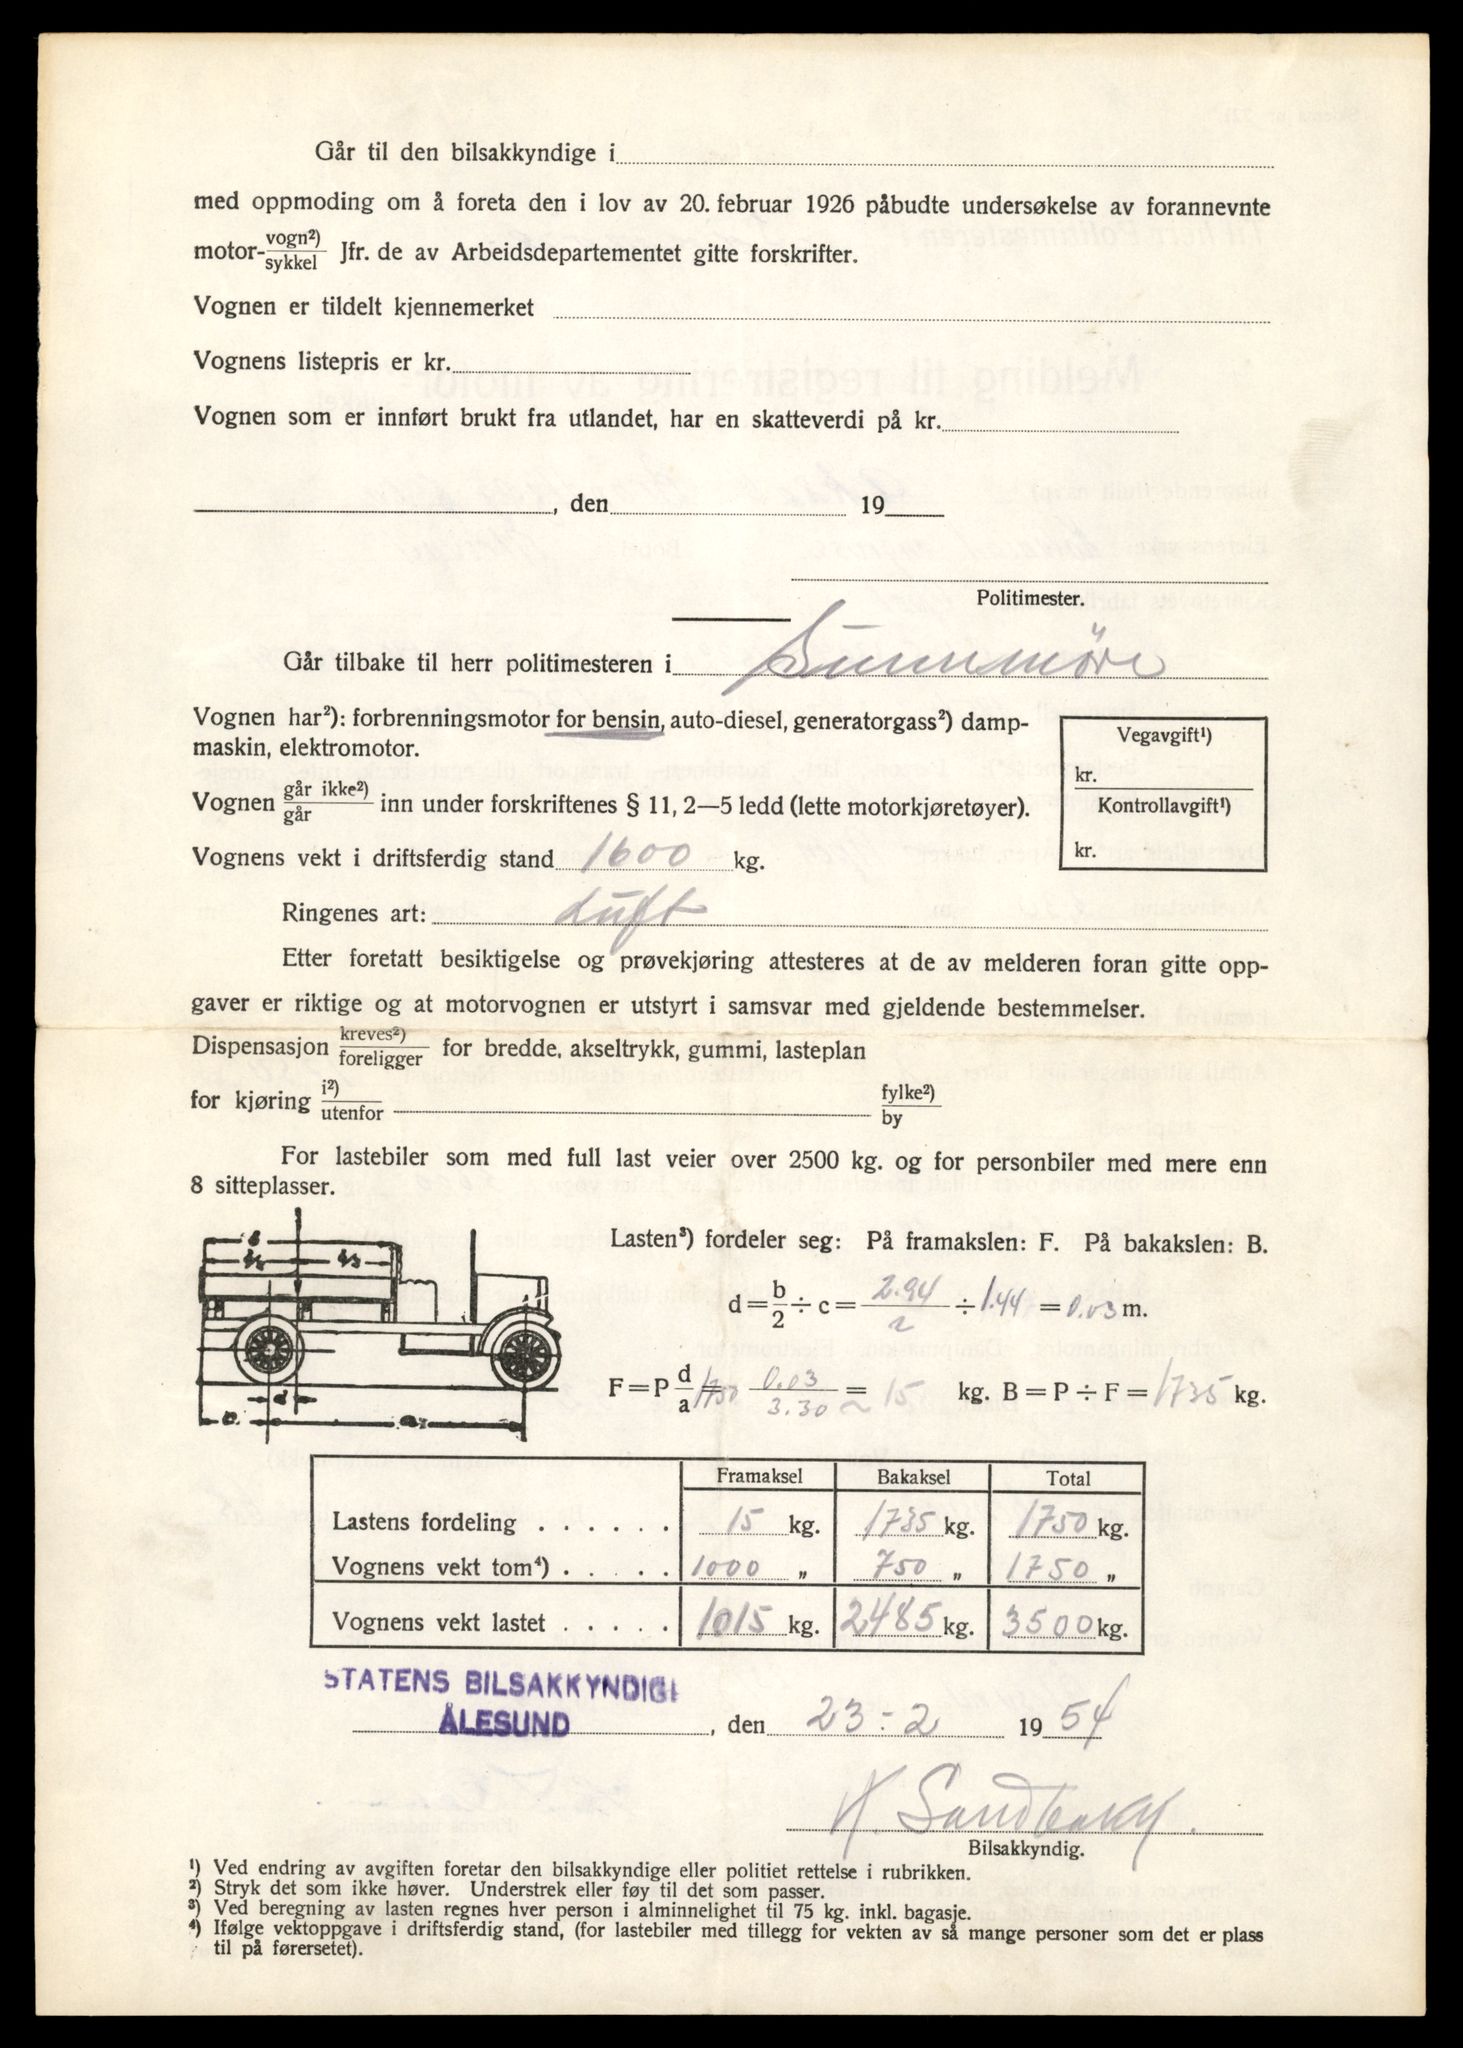 Går til den bilsakkyndige i
med oppmoding om å foreta den i lov av 20. februar 1926 påbudte undersøkelse av forannevnte
motor- vogn²) / sykkel Jfr. de av Arbeidsdepartementet gitte forskrifter.
Vognen er tildelt kjennemerket
Vognens listepris er kr.
Vognen som er innført brukt fra utlandet, har en skatteverdi på kr.
, den 19
Politimester.
Går tilbake til herr politimesteren i Sunnmøre
Vognen har²): forbrenningsmotor for bensin, auto-diesel, generatorgass²) damp-
maskin, elektromotor.
Vegavgift¹)
kr.
Kontrollavgift¹)
kr.
Vognen går ikke²) / går inn under forskriftenes § 11, 2—5 ledd (lette motorkjøretøyer).
Vognens vekt i driftsferdig stand 1600 kg.
Ringenes art: Luft
Etter foretatt besiktigelse og prøvekjøring attesteres at de av melderen foran gitte opp-
gaver er riktige og at motorvognen er utstyrt i samsvar med gjeldende bestemmelser.
Dispensasjon kreves²) / foreligger for bredde, akseltrykk, gummi, lasteplan
for kjøring i²) / utenfor fylke²) / by
For lastebiler som med full last veier over 2500 kg. og for personbiler med mere enn
8 sitteplasser.
Lasten³) fordeler seg: På framakslen: F. På bakakslen: B.
d = b/2 ÷ c = 2.94/2 ÷ 1.44 = 0.03 m.
F = P d/a = 1750 0.03/3.30 = ~ 15 kg. B = P ÷ F = 1735 kg.
Framaksel Bakaksel Total
Lastens fordeling . . . . . . 15 kg. 1735 kg. 1750 kg.
Vognens vekt tom⁴) . . . . . 1000 „ 750 „ 1750 „
Vognens vekt lastet . . . . . 1015 kg. 2485 kg. 3500 kg.
STATENS BILSAKKYNDIGE
ÅLESUND , den 23-2 1954
K. Sandbakk.
Bilsakkyndig.
¹) Ved endring av avgiften foretar den bilsakkyndige eller politiet rettelse i rubrikken.
²) Stryk det som ikke høver. Understrek eller føy til det som passer.
³) Ved beregning av lasten regnes hver person i alminnelighet til 75 kg. inkl. bagasje.
⁴) Ifølge vektoppgave i driftsferdig stand, (for lastebiler med tillegg for vekten av så mange personer som det er plass
til på førersetet).